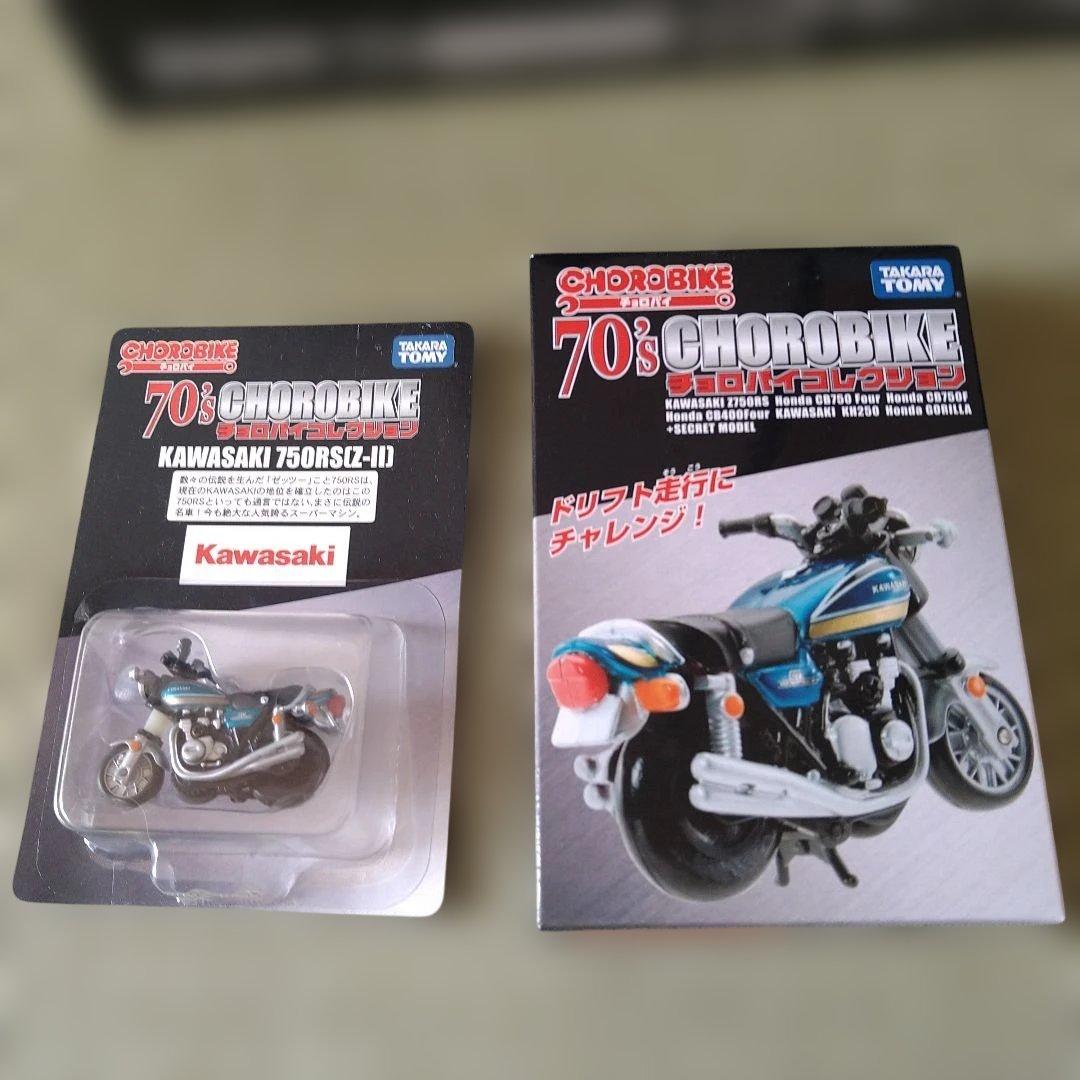 CHOROBIKE
チョロバイ
TAKARA
TOMY
70's CHOROBIKE
チョロバイコレクション
KAWASAKI 750RS(Z-II)
数々の伝説を生んだ「ゼッツー」こと750RSは、
現在のKAWASAKIの地位を確立したのはこの
750RSといっても過言ではない、まさに伝説の
名車！今も絶大な人気誇るスーパーマシン。
Kawasaki
KAWASAKI
CHOROBIKE
チョロバイ
TAKARA
TOMY
70's CHOROBIKE
チョロバイコレクション
KAWASAKI Z750RS Honda CB750 Four Honda CB750F
Honda CB400Four KAWASAKI KH250 Honda GORILLA
+SECRET MODEL
ドリフト走行に
そうこう
チャレンジ！
KAWASAKI